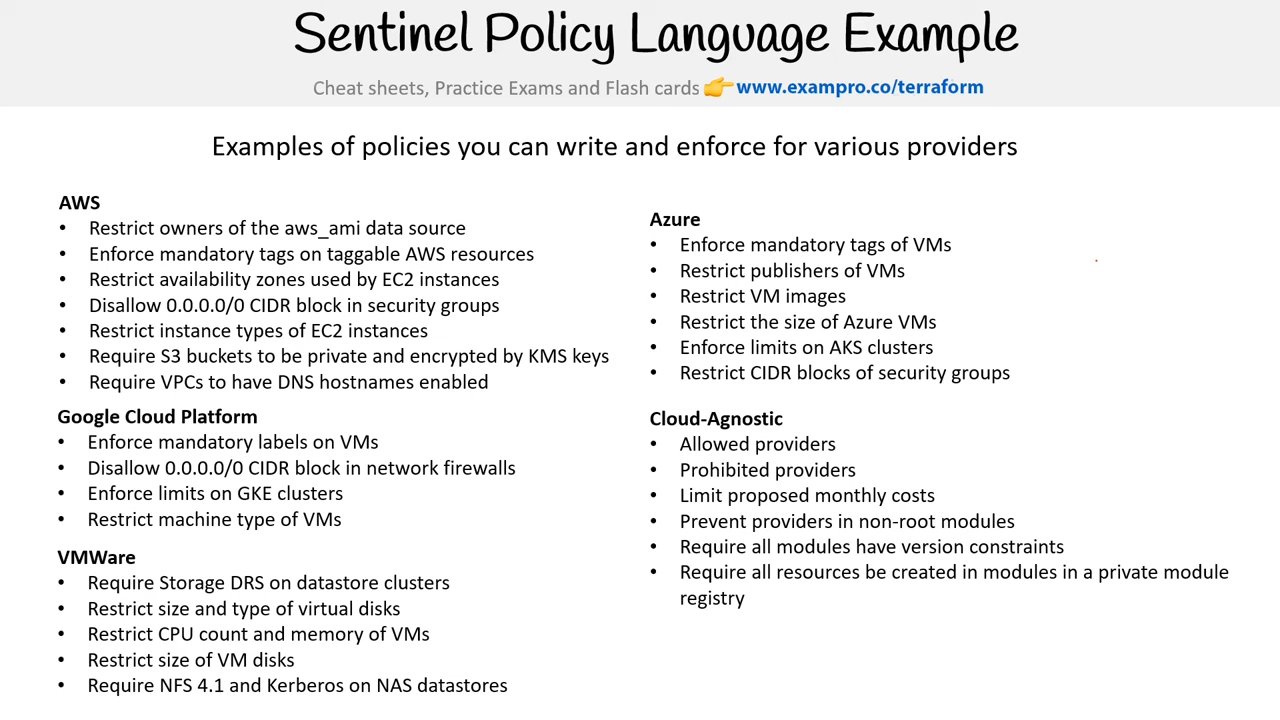 Sentinel Policy Language Example
Cheat sheets, Practice Exams and Flash cards 👉 www.exampro.co/terraform
Examples of policies you can write and enforce for various providers
AWS
• Restrict owners of the aws_ami data source
• Enforce mandatory tags on taggable AWS resources
• Restrict availability zones used by EC2 instances
• Disallow 0.0.0.0/0 CIDR block in security groups
• Restrict instance types of EC2 instances
• Require S3 buckets to be private and encrypted by KMS keys
• Require VPCs to have DNS hostnames enabled
Google Cloud Platform
• Enforce mandatory labels on VMs
• Disallow 0.0.0.0/0 CIDR block in network firewalls
• Enforce limits on GKE clusters
• Restrict machine type of VMs
VMWare
• Require Storage DRS on datastore clusters
• Restrict size and type of virtual disks
• Restrict CPU count and memory of VMs
• Restrict size of VM disks
• Require NFS 4.1 and Kerberos on NAS datastores
Azure
• Enforce mandatory tags of VMs
• Restrict publishers of VMs
• Restrict VM images
• Restrict the size of Azure VMs
• Enforce limits on AKS clusters
• Restrict CIDR blocks of security groups
Cloud-Agnostic
• Allowed providers
• Prohibited providers
• Limit proposed monthly costs
• Prevent providers in non-root modules
• Require all modules have version constraints
• Require all resources be created in modules in a private module
registry